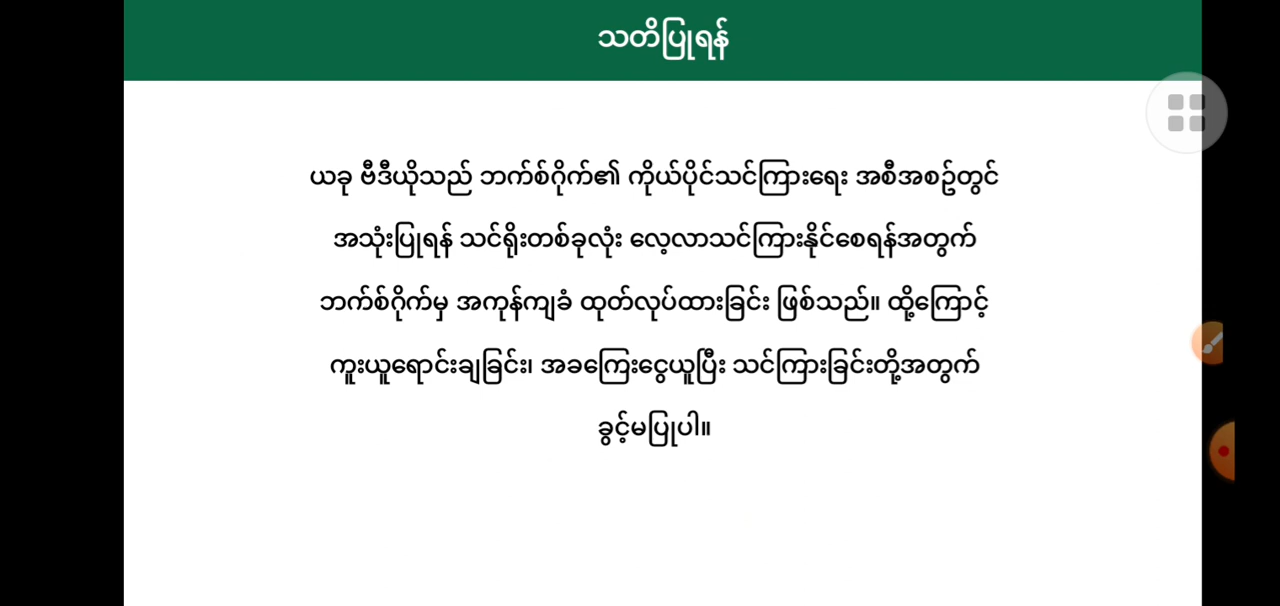 သတိပြုရန်
ယခု ဗီဒီယိုသည် ဘက်စ်ဂိုက်၏ ကိုယ်ပိုင်သင်ကြားရေး အစီအစဉ်တွင်
အသုံးပြုရန် သင်ရိုးတစ်ခုလုံး လေ့လာသင်ကြားနိုင်စေရန်အတွက်
ဘက်စ်ဂိုက်မှ အကုန်ကျခံ ထုတ်လုပ်ထားခြင်း ဖြစ်သည်။ ထို့ကြောင့်
ကူးယူရောင်းချခြင်း၊ အခကြေးငွေယူပြီး သင်ကြားခြင်းတို့အတွက်
ခွင့်မပြုပါ။